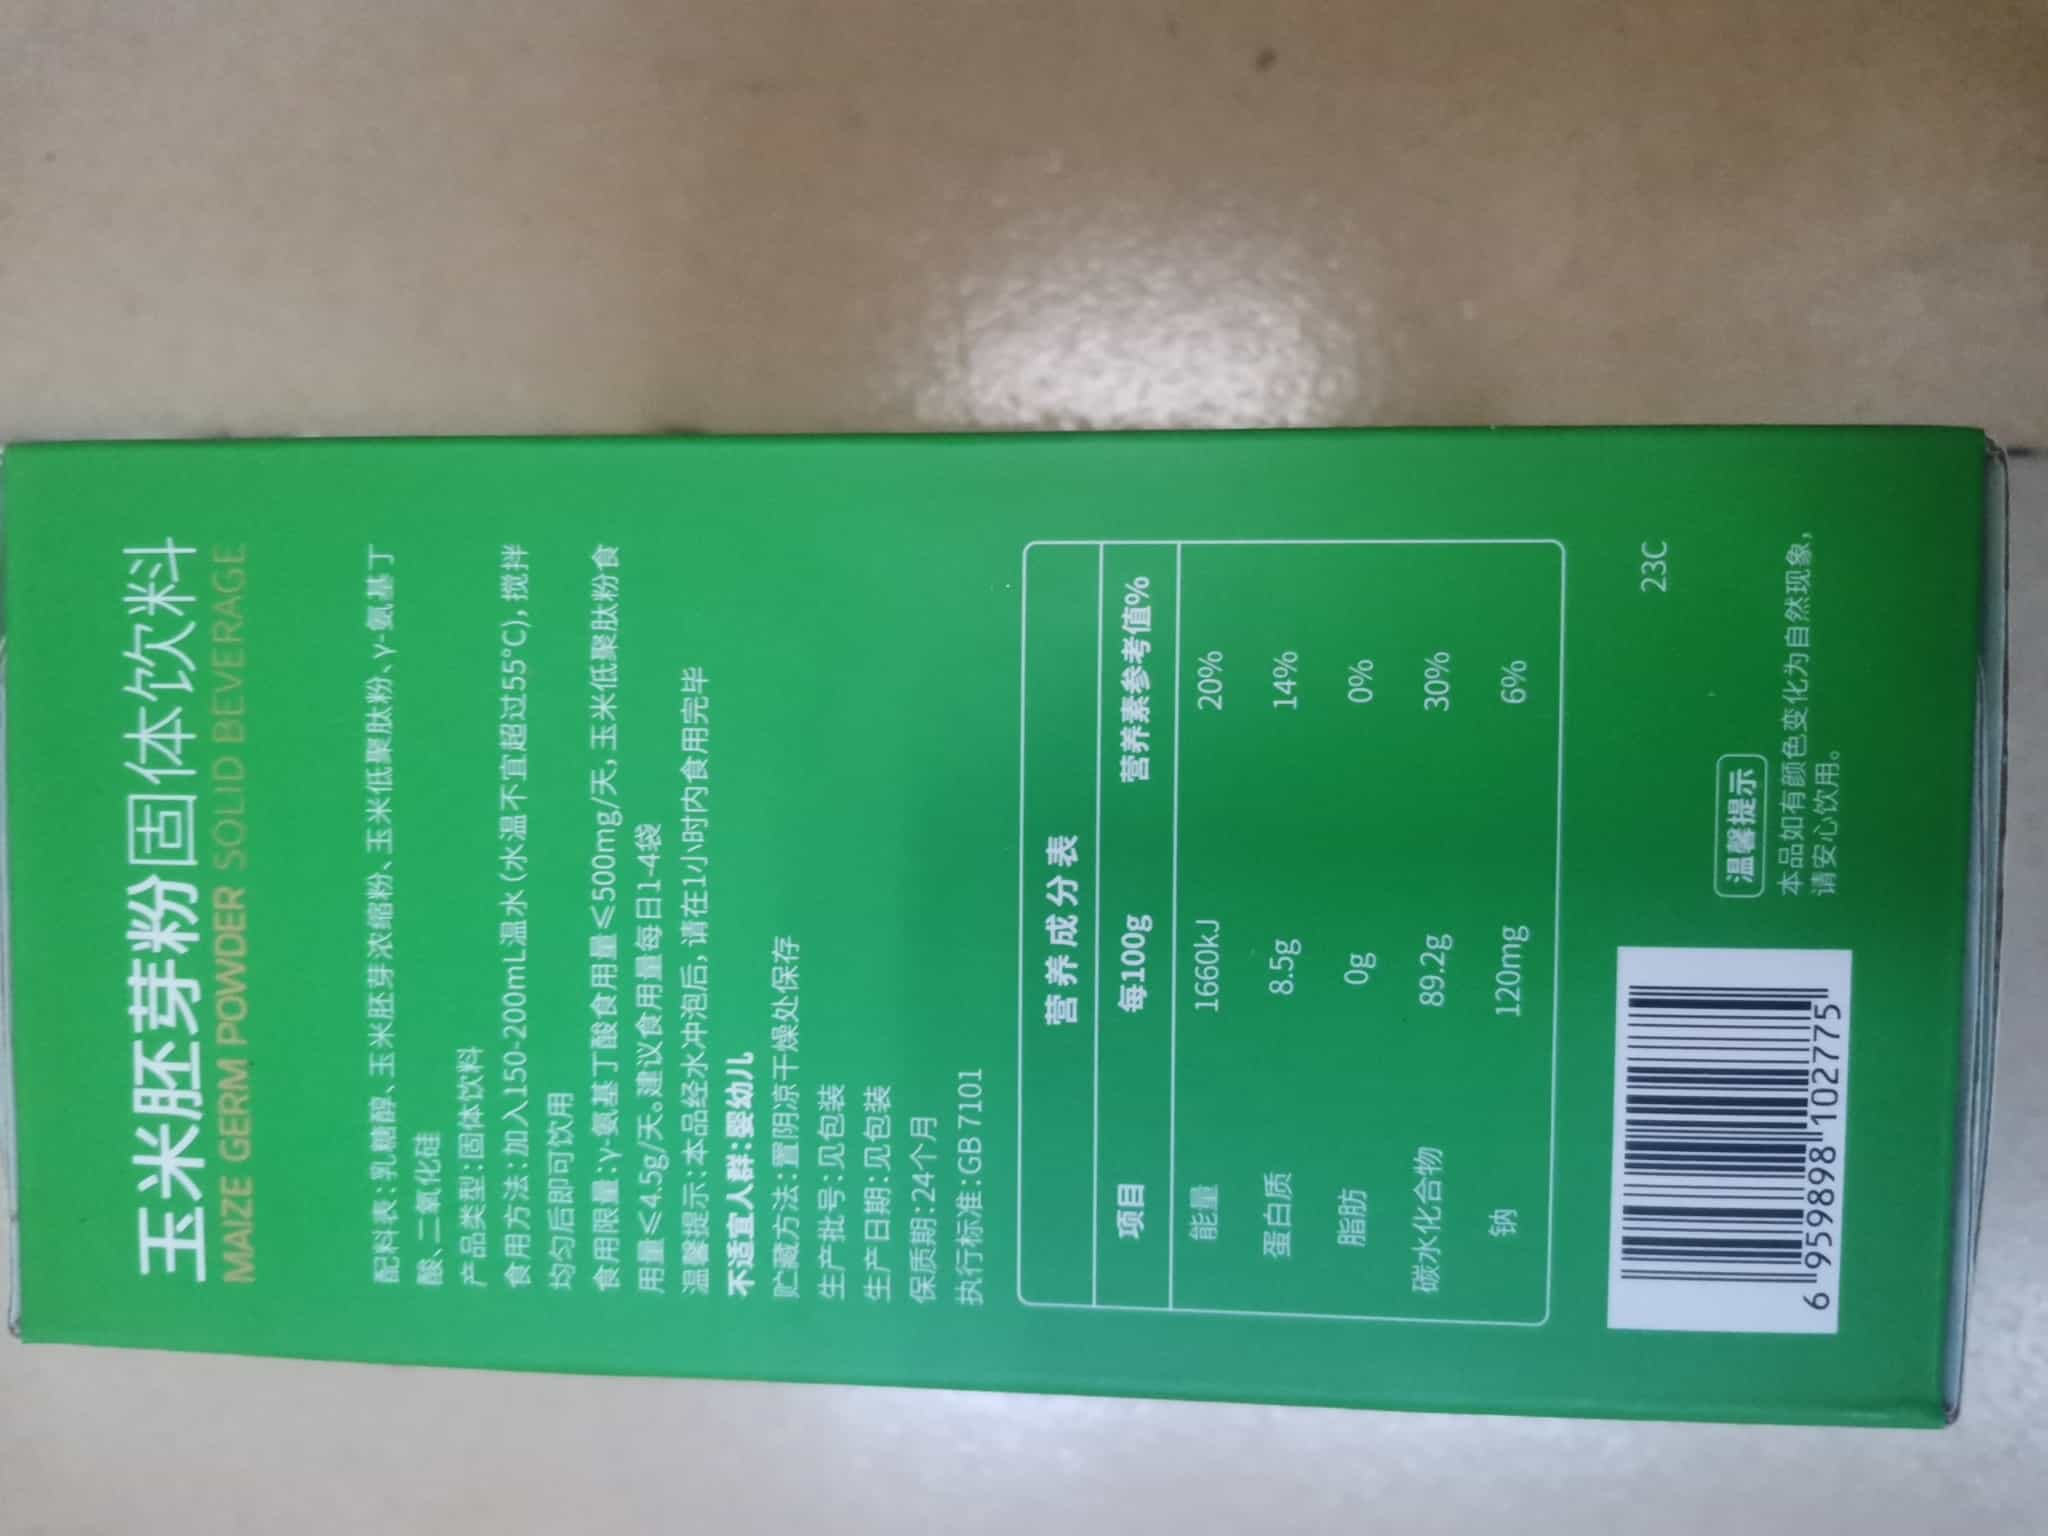 玉米胚芽粉固体饮料
MAIZE GERM POWDER SOLID BEVERAGE
配料表：乳糖醇、玉米胚芽浓缩粉、玉米低聚肽粉、γ-氨基丁
酸、二氧化硅
产品类型：固体饮料
食用方法：加入150-200mL温水（水温不宜超过55°C），搅拌
均匀后即可饮用
食用限量：γ-氨基丁酸食用量≤500mg/天，玉米低聚肽粉食
用量≤4.5g/天。建议食用量每日1-4袋
温馨提示：本品经水冲泡后，请在1小时内食用完毕
不适宜人群：婴幼儿
贮藏方法：置阴凉干燥处保存
生产批号：见包装
生产日期：见包装
保质期：24个月
执行标准：GB 7101
营养成分表
项目 每100g 营养素参考值%
能量 1660kJ 20%
蛋白质 8.5g 14%
脂肪 0g 0%
碳水化合物 89.2g 30%
钠 120mg 6%
23C
温馨提示
本品如有颜色变化为自然现象，
请安心饮用。
6 959898 102775